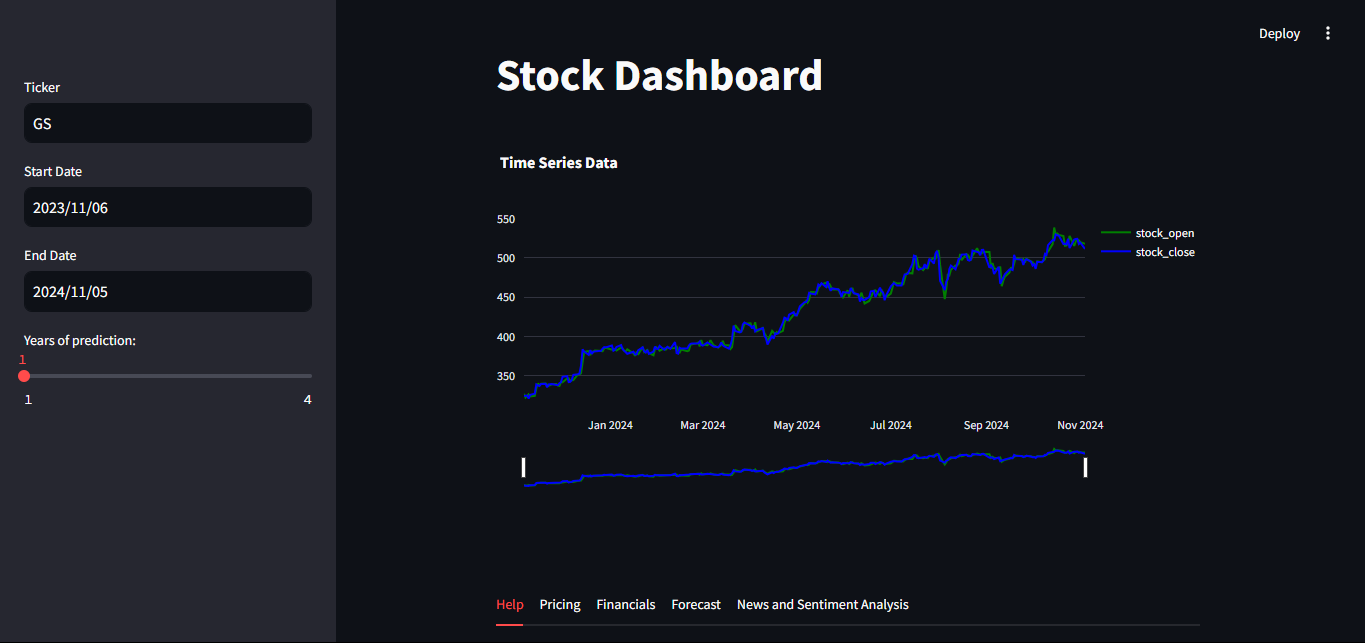 Deploy
Ticker
GS
Start Date
2023/11/06
End Date
2024/11/05
Years of prediction:
1
1 4
Stock Dashboard
Time Series Data
550
500
450
400
350
Jan 2024 Mar 2024 May 2024 Jul 2024 Sep 2024 Nov 2024
stock_open
stock_close
Help Pricing Financials Forecast News and Sentiment Analysis